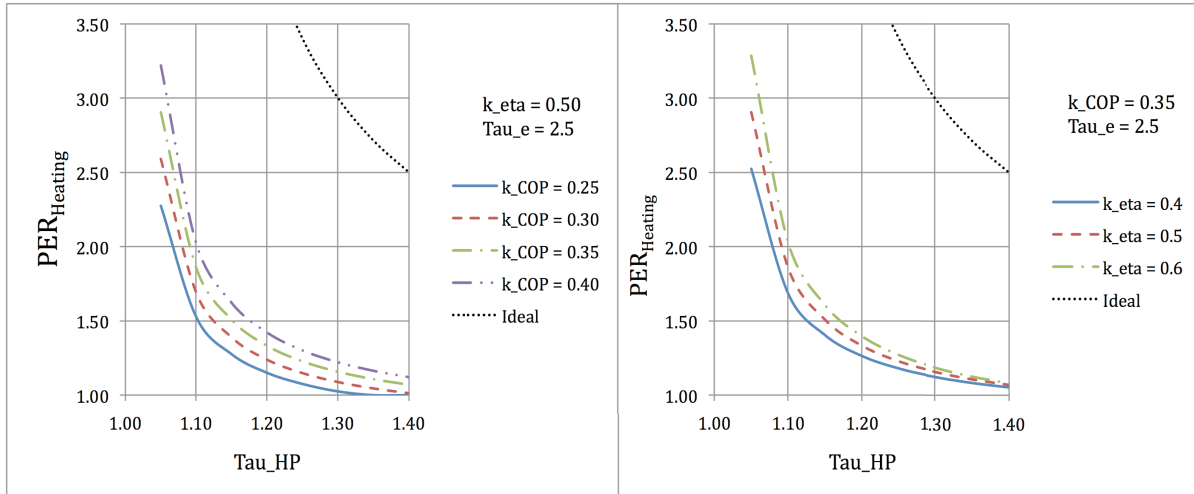 3.50
3.00
2.50
2.00
1.50
1.00
PER_Heating
1.00 1.10 1.20 1.30 1.40
Tau_HP
k_eta = 0.50
Tau_e = 2.5
k_COP = 0.25
k_COP = 0.30
k_COP = 0.35
k_COP = 0.40
Ideal
3.50
3.00
2.50
2.00
1.50
1.00
PER_Heating
1.00 1.10 1.20 1.30 1.40
Tau_HP
k_COP = 0.35
Tau_e = 2.5
k_eta = 0.4
k_eta = 0.5
k_eta = 0.6
Ideal